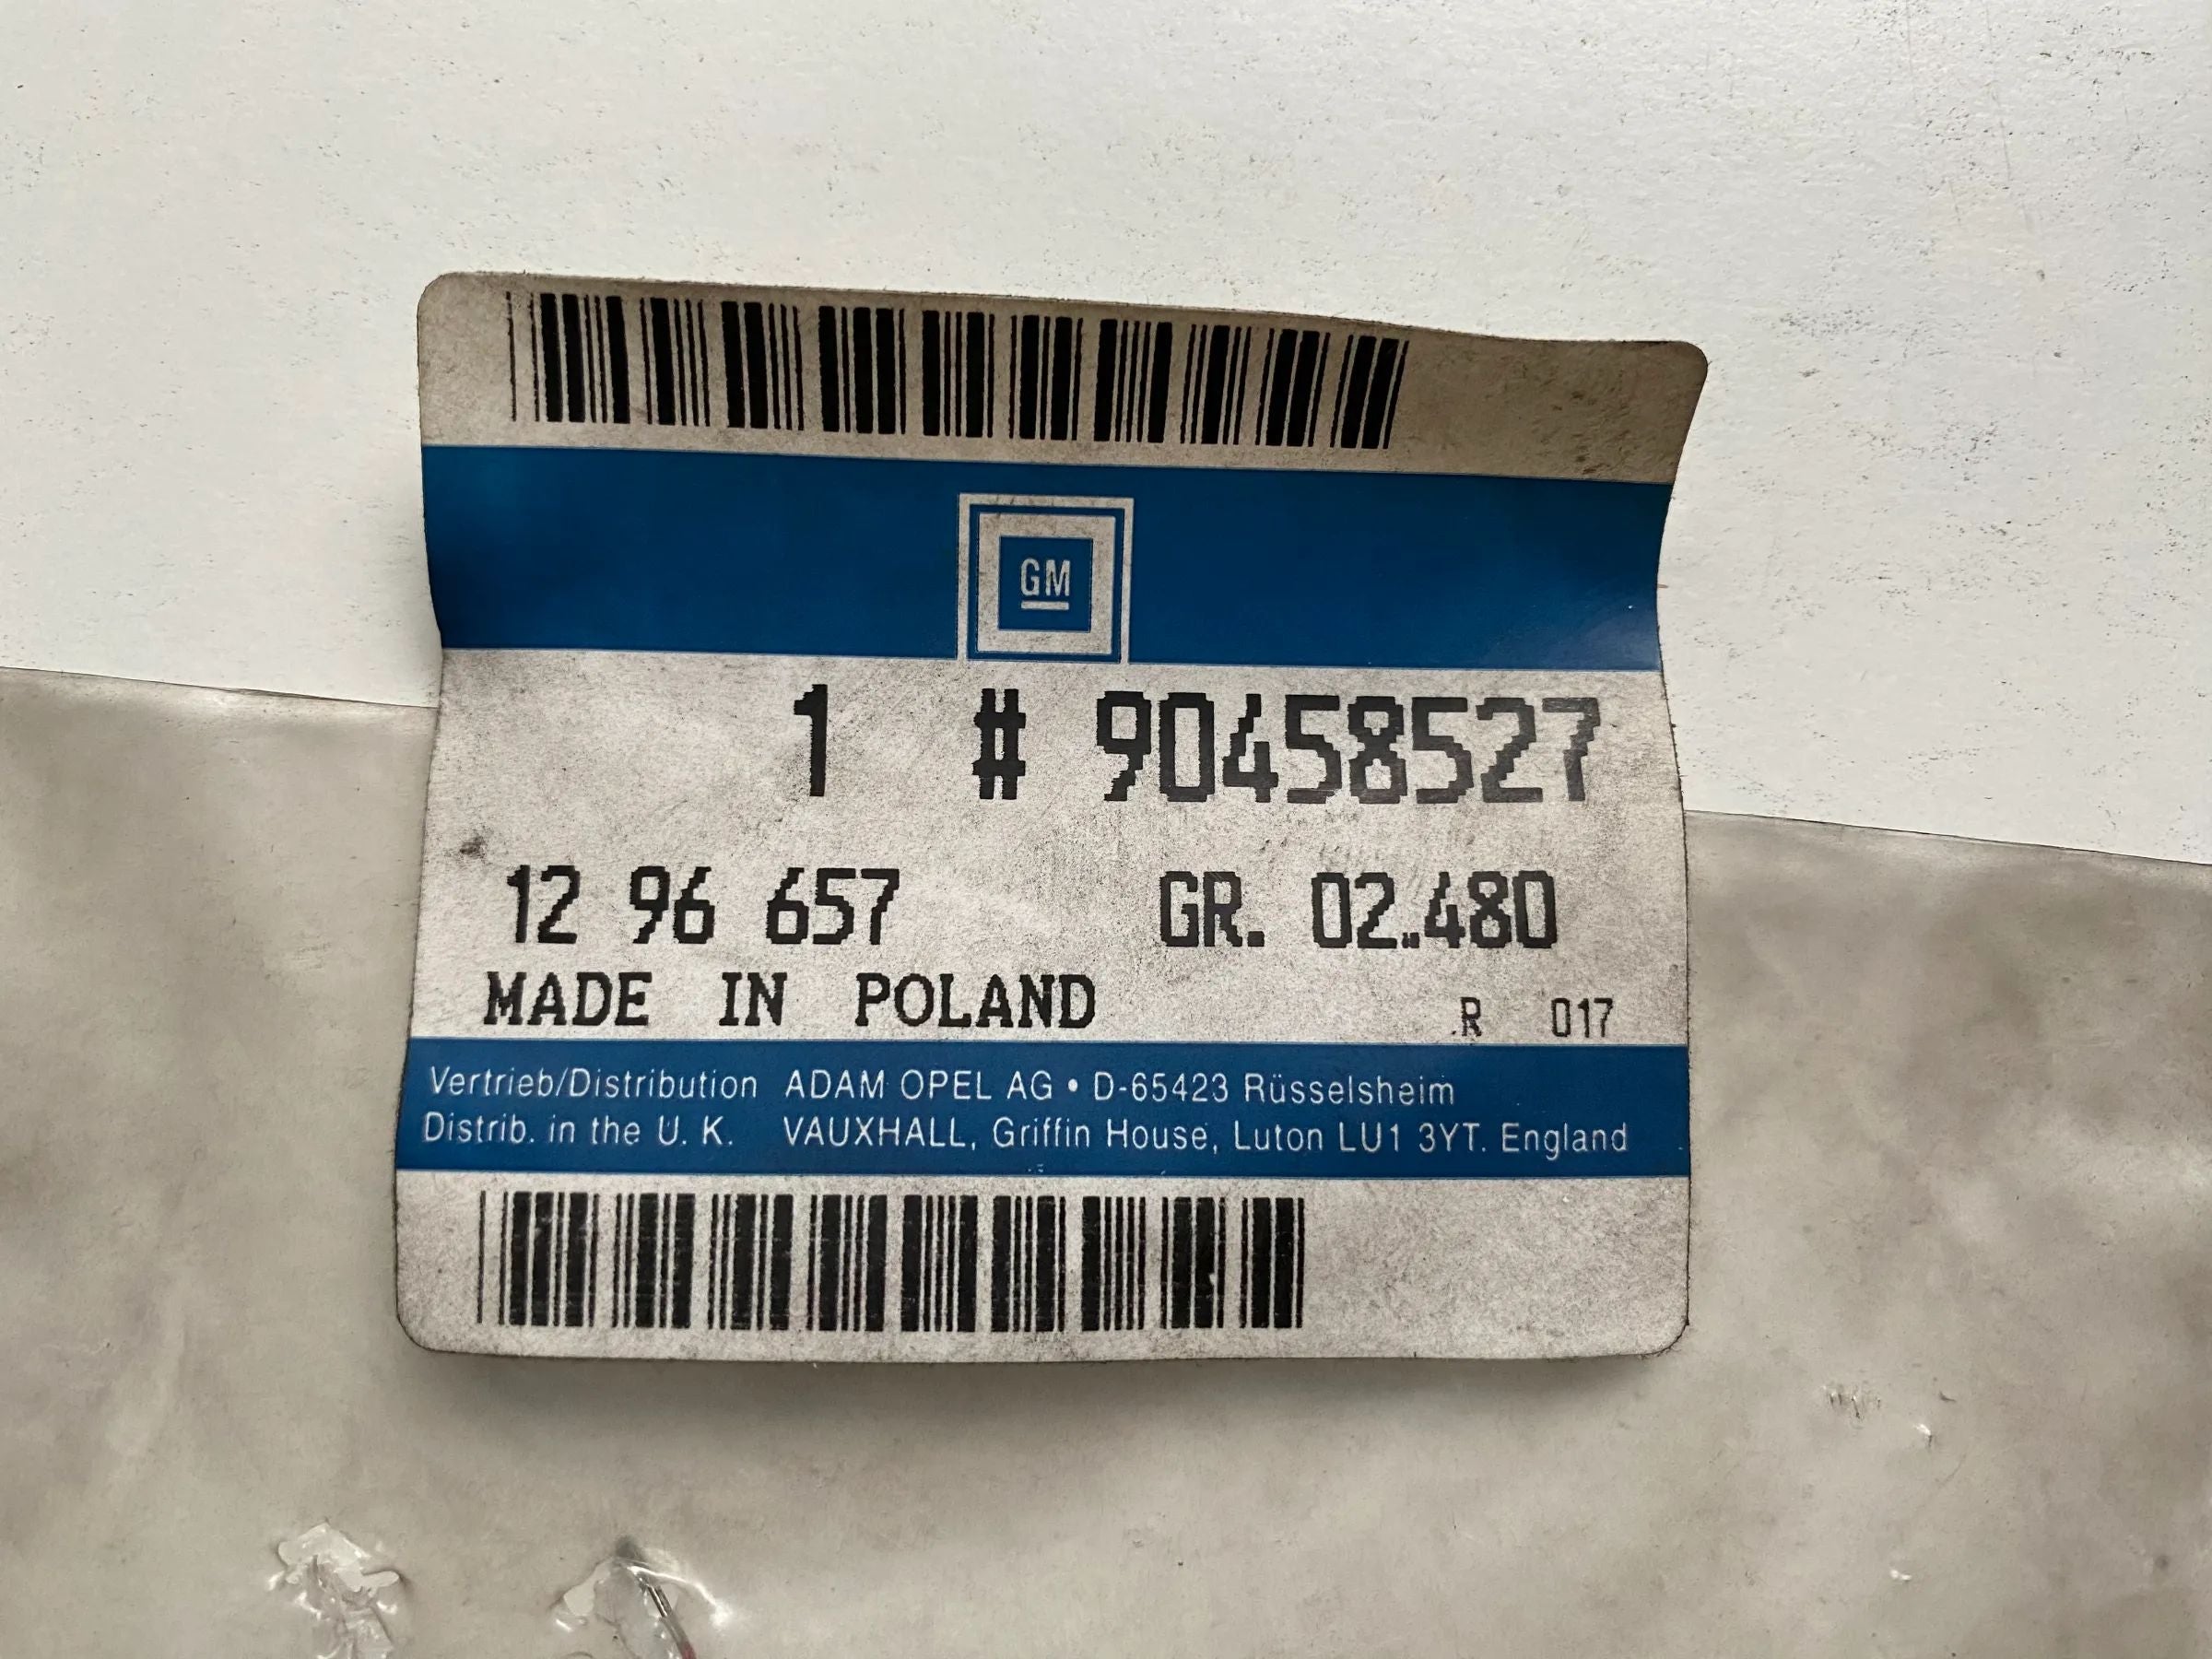 GM
1 # 90458527
12 96 657 GR. 02.480
MADE IN POLAND R 017
Vertrieb/Distribution ADAM OPEL AG • D-65423 Rüsselsheim
Distrib. in the U. K. VAUXHALL, Griffin House, Luton LU1 3YT. England